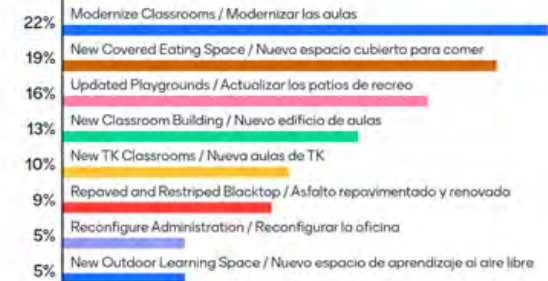 22% Modernize Classrooms / Modernizar las aulas
19% New Covered Eating Space / Nuevo espacio cubierto para comer
16% Updated Playgrounds / Actualizar los patios de recreo
13% New Classroom Building / Nuevo edificio de aulas
10% New TK Classrooms / Nueva aulas de TK
9% Repaved and Restriped Blacktop / Asfalto repavimentado y renovado
5% Reconfigure Administration / Reconfigurar la oficina
5% New Outdoor Learning Space / Nuevo espacio de aprendizaje al aire libre